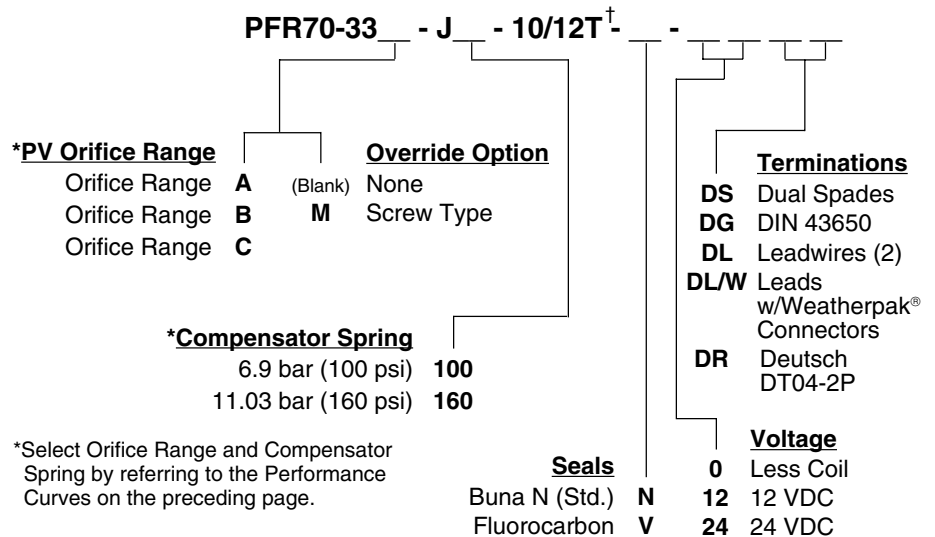 PFR70-33__ - J__ - 10/12T†- __ - __ __ __ __
*PV Orifice Range
Orifice Range A
Orifice Range B
Orifice Range C
Override Option
(Blank) None
M Screw Type
*Compensator Spring
6.9 bar (100 psi) 100
11.03 bar (160 psi) 160
*Select Orifice Range and Compensator
Spring by referring to the Performance
Curves on the preceding page.
Seals
Buna N (Std.) N
Fluorocarbon V
Terminations
DS Dual Spades
DG DIN 43650
DL Leadwires (2)
DL/W Leads
w/Weatherpak®
Connectors
DR Deutsch
DT04-2P
Voltage
0 Less Coil
12 12 VDC
24 24 VDC